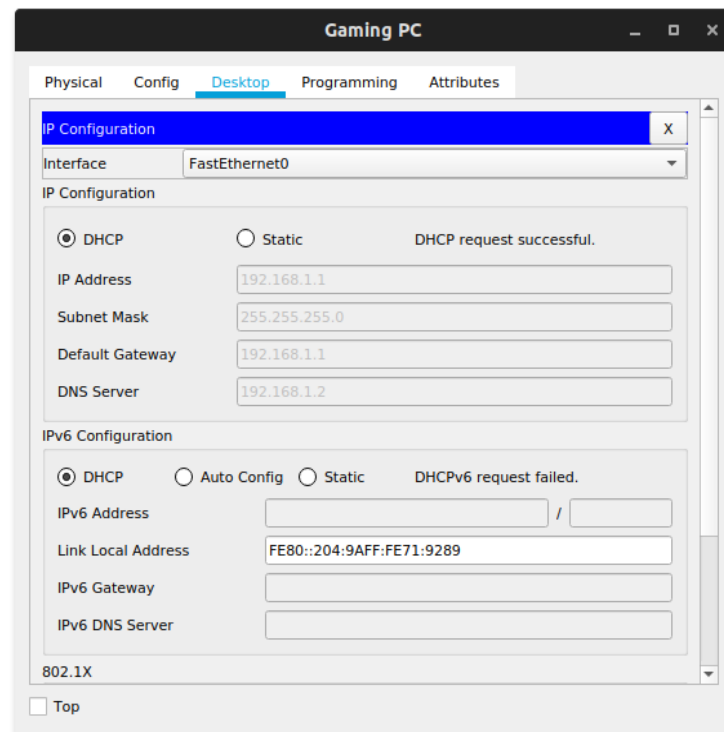 Gaming PC
Physical Config Desktop Programming Attributes
IP Configuration X
Interface FastEthernet0
IP Configuration
DHCP Static DHCP request successful.
IP Address 192.168.1.1
Subnet Mask 255.255.255.0
Default Gateway 192.168.1.1
DNS Server 192.168.1.2
IPv6 Configuration
DHCP Auto Config Static DHCPv6 request failed.
IPv6 Address /
Link Local Address FE80::204:9AFF:FE71:9289
IPv6 Gateway
IPv6 DNS Server
802.1X
Top